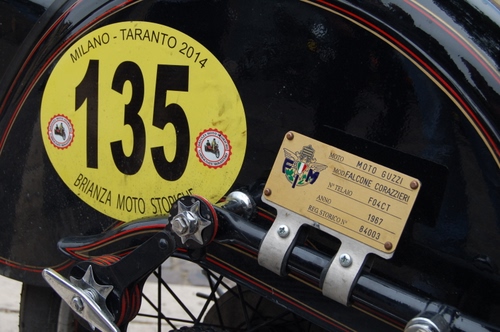 MILANO - TARANTO 2014
135
BRIANZA MOTO STORICHE
FMI
MOTO MOTO GUZZI
MOD. FALCONE CORAZZIERI
N° TELAIO F04CT
ANNO 1967
REG. STORICO N° 84003